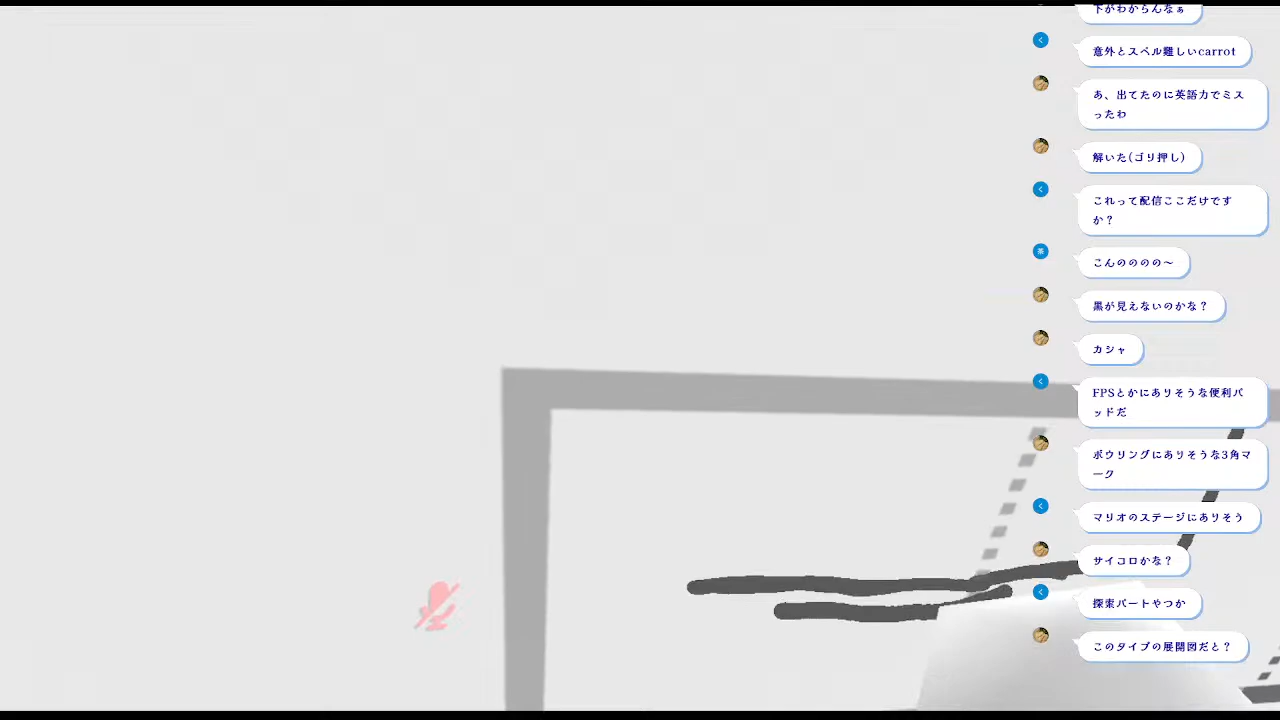 下がわからんなぁ
く
意外とスペル難しいcarrot
あ、出てたのに英語力でミス
ったわ
解いた(ゴリ押し)
く
これって配信ここだけです
か？
茶
こんののののの〜
黒が見えないのかな？
カシャ
く
FPSとかにありそうな便利パ
ッドだ
ボウリングにありそうな3角マ
ーク
く
マリオのステージにありそう
サイコロかな？
く
探索パートやつか
このタイプの展開図だと？